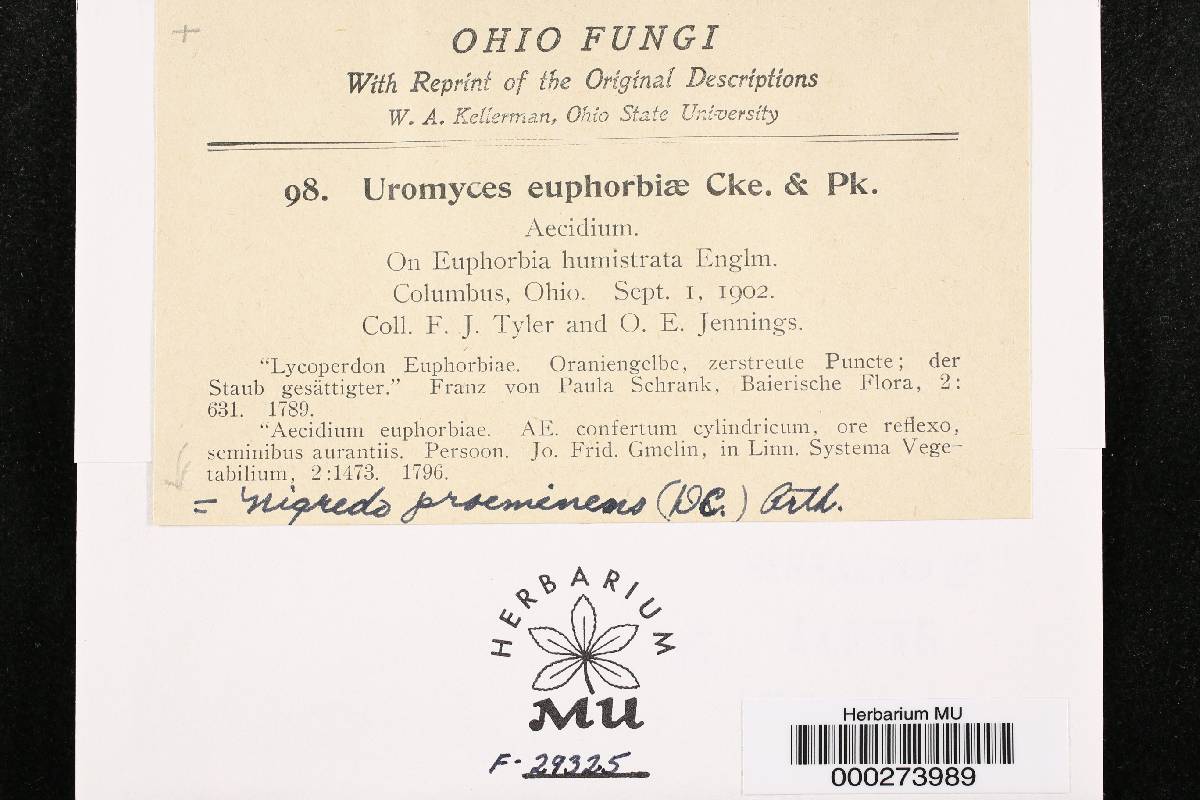 OHIO FUNGI
With Reprint of the Original Descriptions
W. A. Kellerman, Ohio State University
98. Uromyces euphorbiæ Cke. & Pk.
Aecidium.
On Euphorbia humistrata Englm.
Columbus, Ohio. Sept. 1, 1902.
Coll. F. J. Tyler and O. E. Jennings.
"Lycoperdon Euphorbiae. Oraniengelbe, zerstreute Puncte; der
Staub gesättigter." Franz von Paula Schrank, Baierische Flora, 2:
631. 1789.
"Aecidium euphorbiae. AE. confertum cylindricum, ore reflexo,
seminibus aurantiis. Persoon. Jo. Frid. Gmelin, in Linn. Systema Vege-
tabilium, 2:1473. 1796.
= Nigredo proeminens (DC.) Arth.
HERBARIUM
MU
F-29325
Herbarium MU
000273989